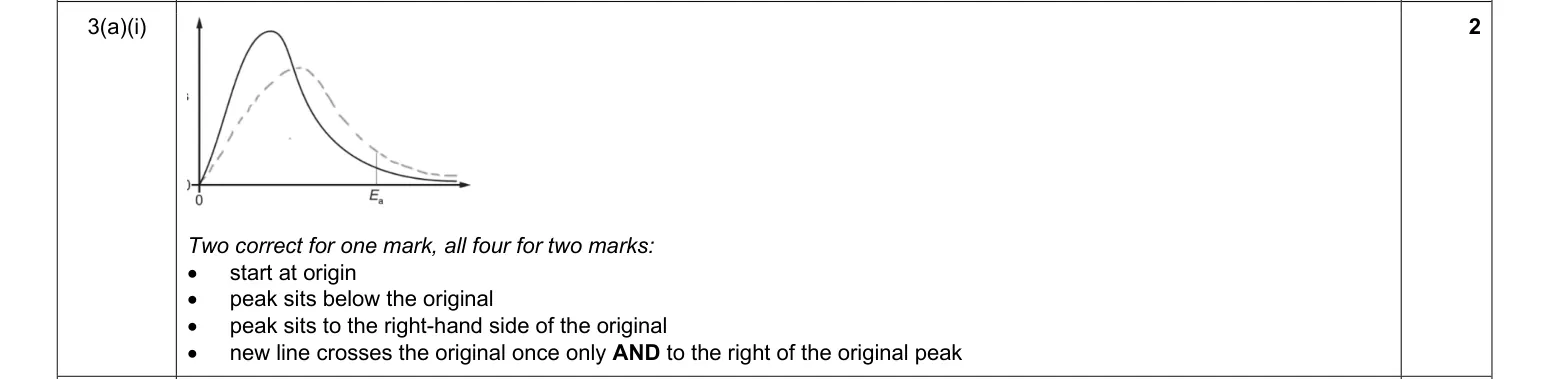 3(a)(i)
2
0
Eₐ
Two correct for one mark, all four for two marks:
• start at origin
• peak sits below the original
• peak sits to the right-hand side of the original
• new line crosses the original once only AND to the right of the original peak